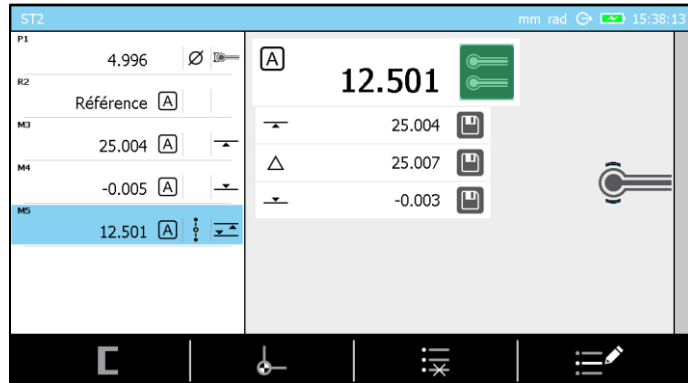 ST2 mm rad 15:38:13
P1
4.996 Ø
R2
Référence A
M3
25.004 A
M4
-0.005 A
M5
12.501 A
A
12.501
25.004
25.007
-0.003